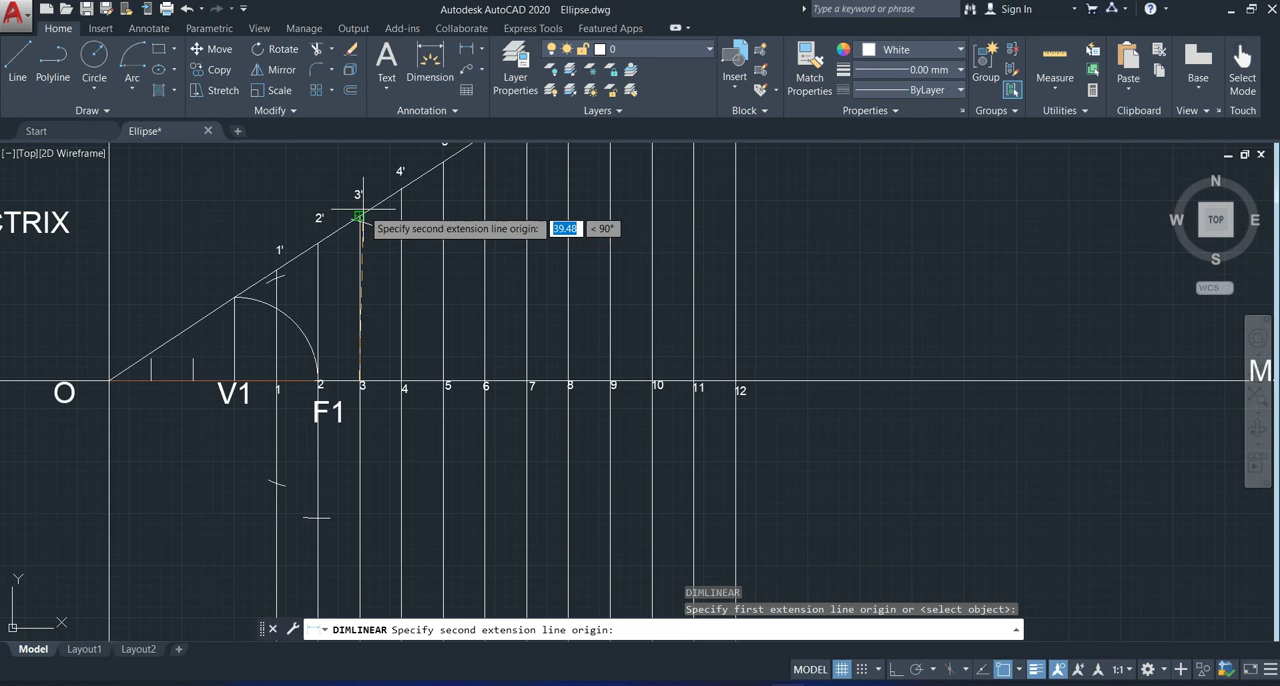 Autodesk AutoCAD 2020 Ellipse.dwg
Type a keyword or phrase
Sign In
Home Insert Annotate Parametric View Manage Output Add-ins Collaborate Express Tools Featured Apps
Line Polyline Circle Arc
Move Rotate
Copy Mirror
Stretch Scale
Text Dimension
Layer Properties
0
Insert
Match Properties
White
0.00 mm
ByLayer
Group
Measure
Paste
Base
Select Mode
Draw Modify Annotation Layers Block Properties Groups Utilities Clipboard View Touch
Start Ellipse*
[−][Top][2D Wireframe]
N
W TOP E
S
WCS
CTRIX
4'
3'
2'
1'
Specify second extension line origin: 39.48 < 90°
O V1 F1 M
1 2 3 4 5 6 7 8 9 10 11 12
Y
X
DIMLINEAR
Specify first extension line origin or <select object>:
DIMLINEAR Specify second extension line origin:
Model Layout1 Layout2
MODEL 1:1